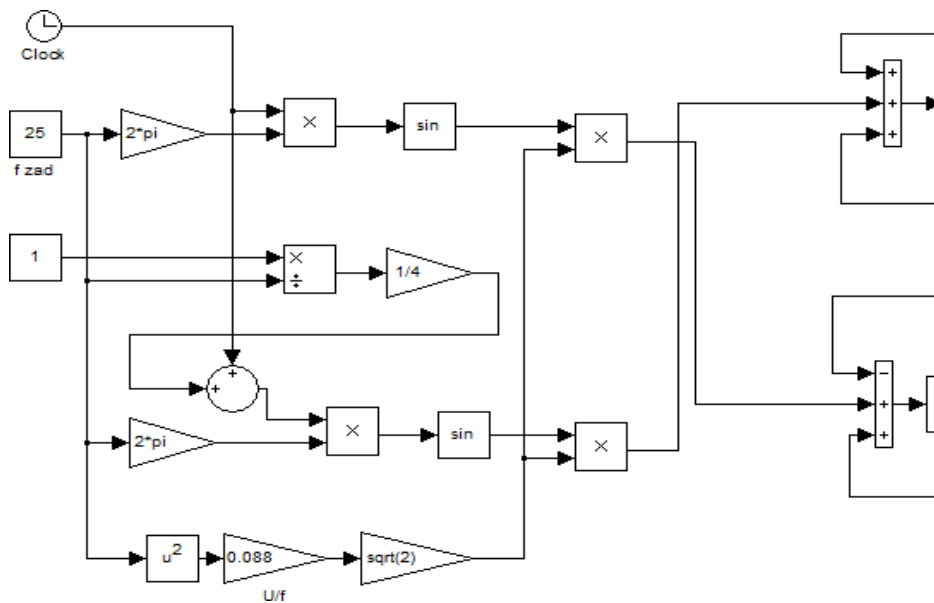 Clock
25
2*pi
×
sin
×
f zad
1
×
÷
1/4
+
+
2*pi
×
sin
×
u²
0.088
sqrt(2)
U/f
+
+
+
−
+
+